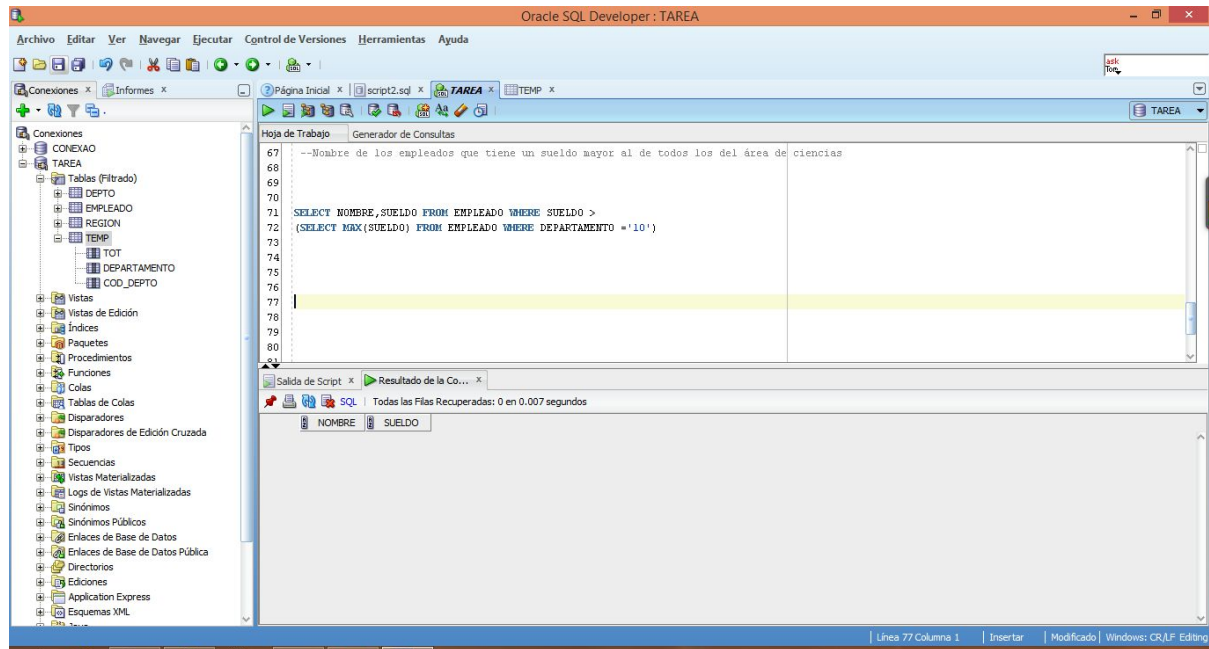 Oracle SQL Developer : TAREA
Archivo Editar Ver Navegar Ejecutar Control de Versiones Herramientas Ayuda
ask
Tom
Conexiones x Informes x
Página Inicial x script2.sql x TAREA x TEMP x
TAREA
Hoja de Trabajo Generador de Consultas
Conexiones
CONEXAO
TAREA
Tablas (Filtrado)
DEPTO
EMPLEADO
REGION
TEMP
TOT
DEPARTAMENTO
COD_DEPTO
Vistas
Vistas de Edición
Índices
Paquetes
Procedimientos
Funciones
Colas
Tablas de Colas
Disparadores
Disparadores de Edición Cruzada
Tipos
Secuencias
Vistas Materializadas
Logs de Vistas Materializadas
Sinónimos
Sinónimos Públicos
Enlaces de Base de Datos
Enlaces de Base de Datos Pública
Directorios
Ediciones
Application Express
Esquemas XML
67 --Nombre de los empleados que tiene un sueldo mayor al de todos los del área de ciencias
68
69
70
71 SELECT NOMBRE,SUELDO FROM EMPLEADO WHERE SUELDO >
72 (SELECT MAX(SUELDO) FROM EMPLEADO WHERE DEPARTAMENTO ='10')
73
74
75
76
77
78
79
80
81
Salida de Script x Resultado de la Co... x
SQL | Todas las Filas Recuperadas: 0 en 0.007 segundos
NOMBRE SUELDO
Línea 77 Columna 1 | Insertar | Modificado | Windows: CR/LF Editing